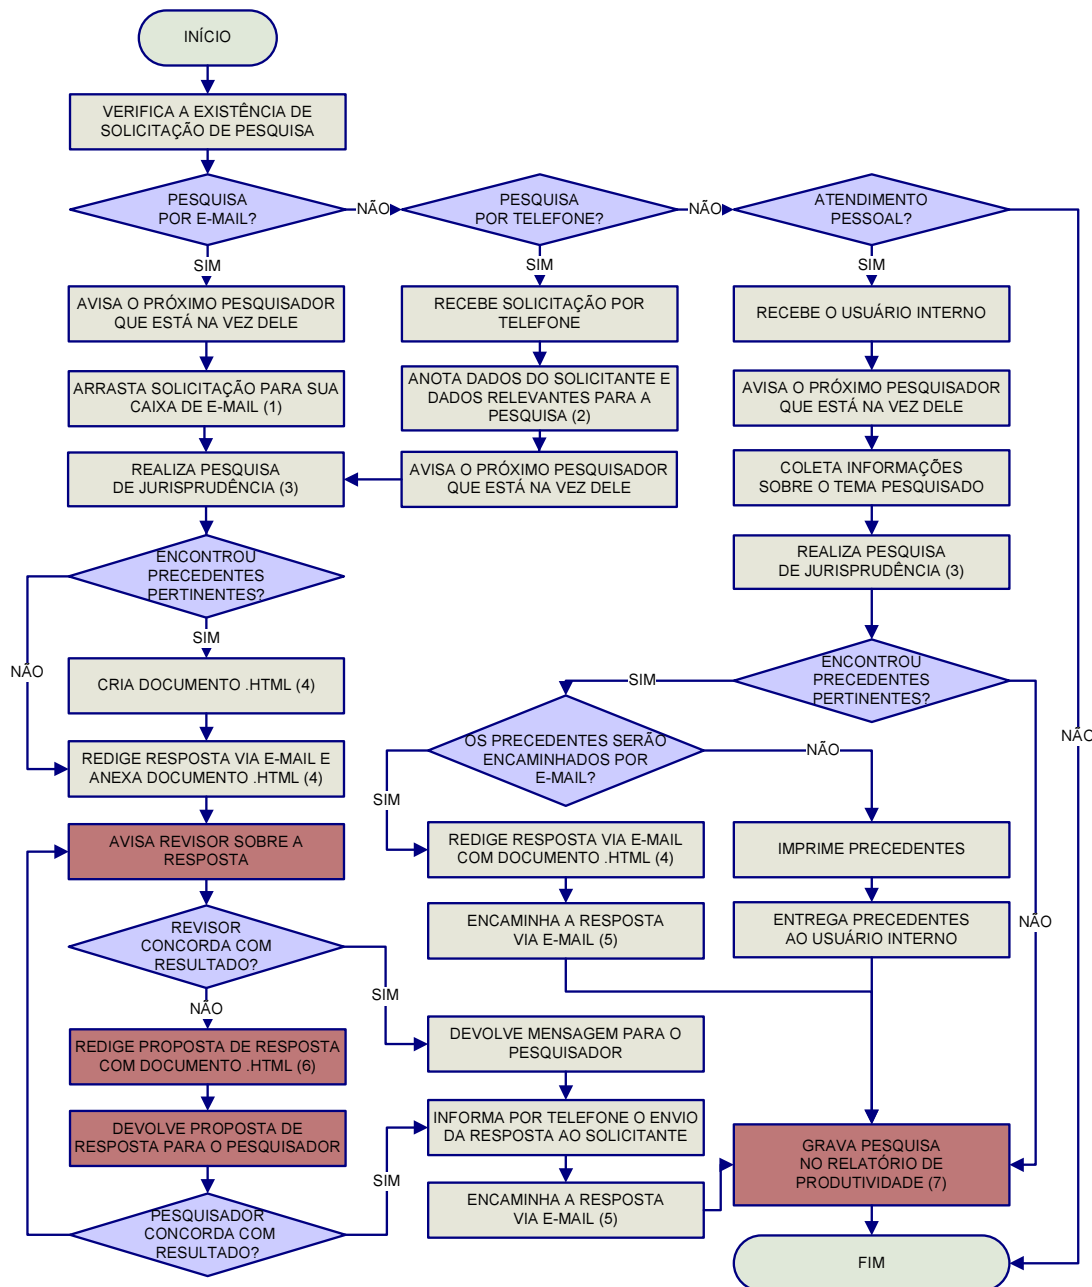 INÍCIO
VERIFICA A EXISTÊNCIA DE
SOLICITAÇÃO DE PESQUISA
PESQUISA
POR E-MAIL?
NÃO
PESQUISA
POR TELEFONE?
NÃO
ATENDIMENTO
PESSOAL?
SIM
SIM
SIM
AVISA O PRÓXIMO PESQUISADOR
QUE ESTÁ NA VEZ DELE
RECEBE SOLICITAÇÃO POR
TELEFONE
RECEBE O USUÁRIO INTERNO
ARRASTA SOLICITAÇÃO PARA SUA
CAIXA DE E-MAIL (1)
ANOTA DADOS DO SOLICITANTE E
DADOS RELEVANTES PARA A
PESQUISA (2)
AVISA O PRÓXIMO PESQUISADOR
QUE ESTÁ NA VEZ DELE
REALIZA PESQUISA
DE JURISPRUDÊNCIA (3)
AVISA O PRÓXIMO PESQUISADOR
QUE ESTÁ NA VEZ DELE
COLETA INFORMAÇÕES
SOBRE O TEMA PESQUISADO
ENCONTROU
PRECEDENTES
PERTINENTES?
REALIZA PESQUISA
DE JURISPRUDÊNCIA (3)
SIM
NÃO
CRIA DOCUMENTO .HTML (4)
SIM
ENCONTROU
PRECEDENTES
PERTINENTES?
NÃO
REDIGE RESPOSTA VIA E-MAIL E
ANEXA DOCUMENTO .HTML (4)
OS PRECEDENTES SERÃO
ENCAMINHADOS POR
E-MAIL?
NÃO
SIM
AVISA REVISOR SOBRE A
RESPOSTA
REDIGE RESPOSTA VIA E-MAIL
COM DOCUMENTO .HTML (4)
IMPRIME PRECEDENTES
REVISOR
CONCORDA COM
RESULTADO?
ENCAMINHA A RESPOSTA
VIA E-MAIL (5)
ENTREGA PRECEDENTES
AO USUÁRIO INTERNO
NÃO
SIM
NÃO
REDIGE PROPOSTA DE RESPOSTA
COM DOCUMENTO .HTML (6)
DEVOLVE MENSAGEM PARA O
PESQUISADOR
DEVOLVE PROPOSTA DE
RESPOSTA PARA O PESQUISADOR
INFORMA POR TELEFONE O ENVIO
DA RESPOSTA AO SOLICITANTE
GRAVA PESQUISA
NO RELATÓRIO DE
PRODUTIVIDADE (7)
SIM
PESQUISADOR
CONCORDA COM
RESULTADO?
ENCAMINHA A RESPOSTA
VIA E-MAIL (5)
FIM